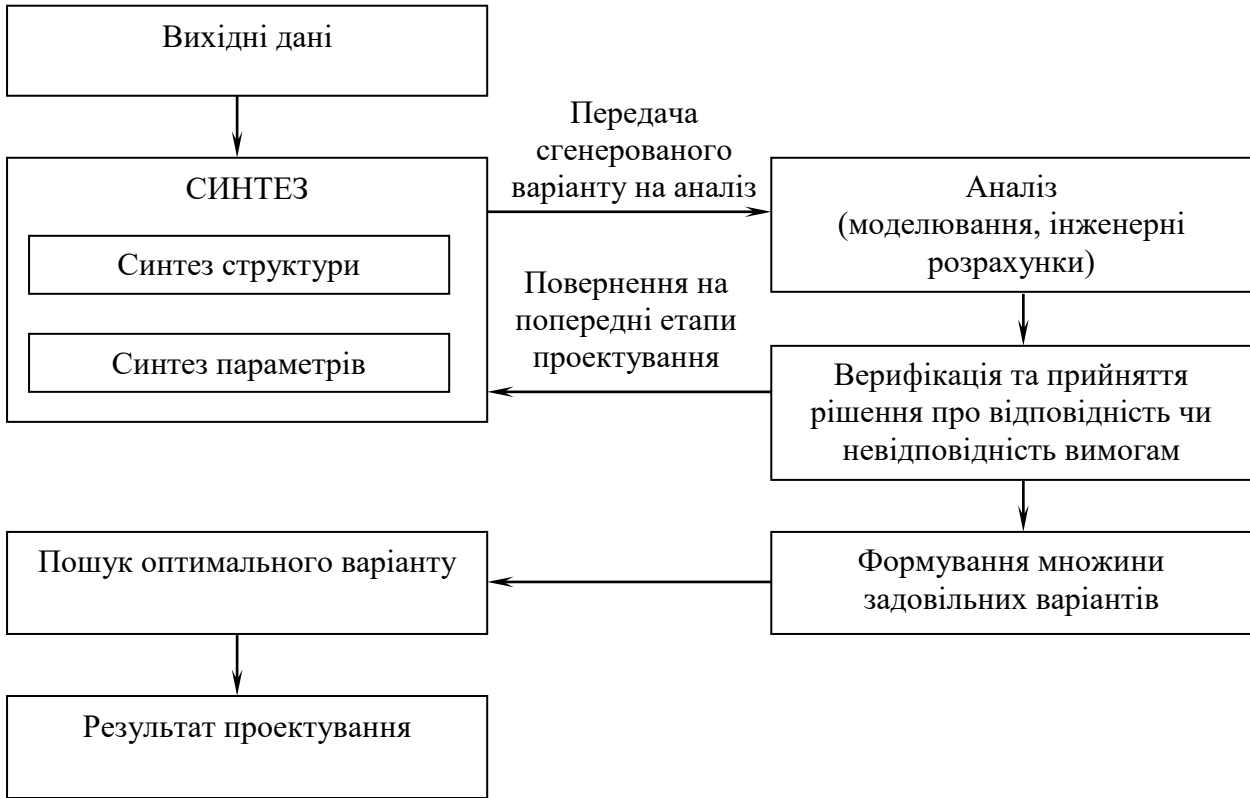 Вихідні дані
СИНТЕЗ
Синтез структури
Синтез параметрів
Передача
сгенерованого
варіанту на аналіз
Повернення на
попередні етапи
проектування
Аналіз
(моделювання, інженерні
розрахунки)
Верифікація та прийняття
рішення про відповідність чи
невідповідність вимогам
Формування множини
задовільних варіантів
Пошук оптимального варіанту
Результат проектування